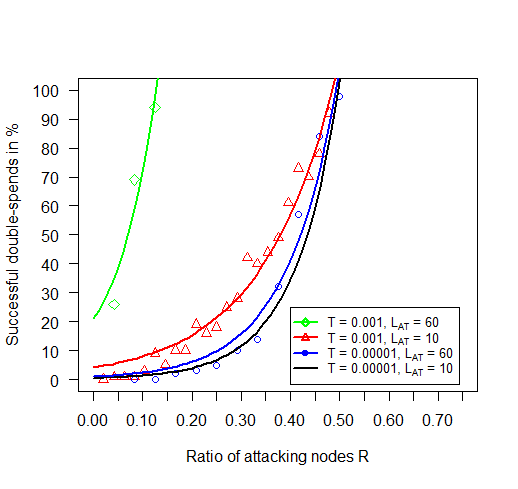 Successful double-spends in %
100
90
80
70
60
50
40
30
20
10
0
T = 0.001, LAT = 60
T = 0.001, LAT = 10
T = 0.00001, LAT = 60
T = 0.00001, LAT = 10
0.00 0.10 0.20 0.30 0.40 0.50 0.60 0.70
Ratio of attacking nodes R